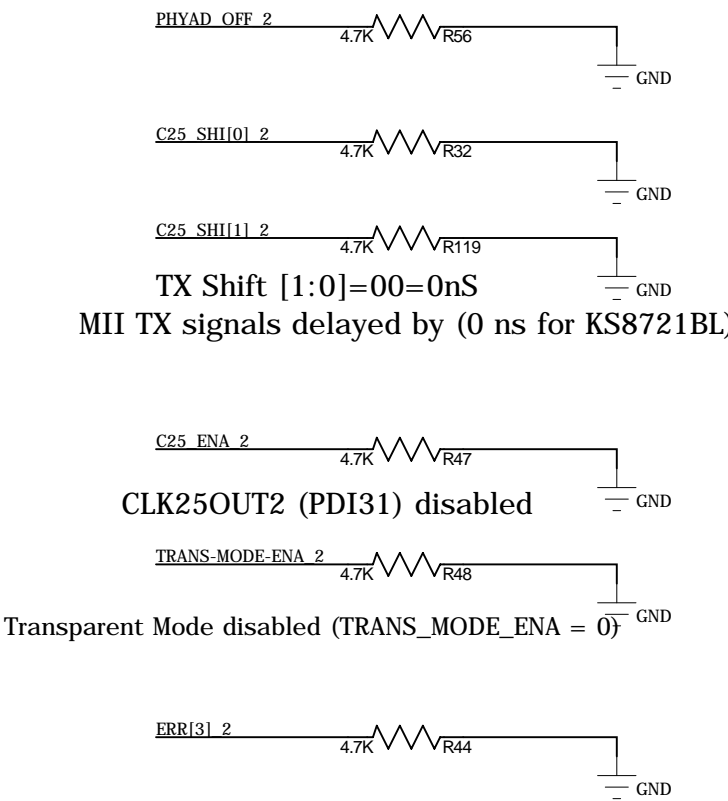 PHYAD_OFF_2
4.7K R56
GND
C25_SHI[0]_2
4.7K R32
GND
C25_SHI[1]_2
4.7K R119
GND
TX Shift [1:0]=00=0nS
MII TX signals delayed by (0 ns for KS8721BL)
C25_ENA_2
4.7K R47
GND
CLK25OUT2 (PDI31) disabled
TRANS-MODE-ENA_2
4.7K R48
GND
Transparent Mode disabled (TRANS_MODE_ENA = 0)
ERR[3]_2
4.7K R44
GND